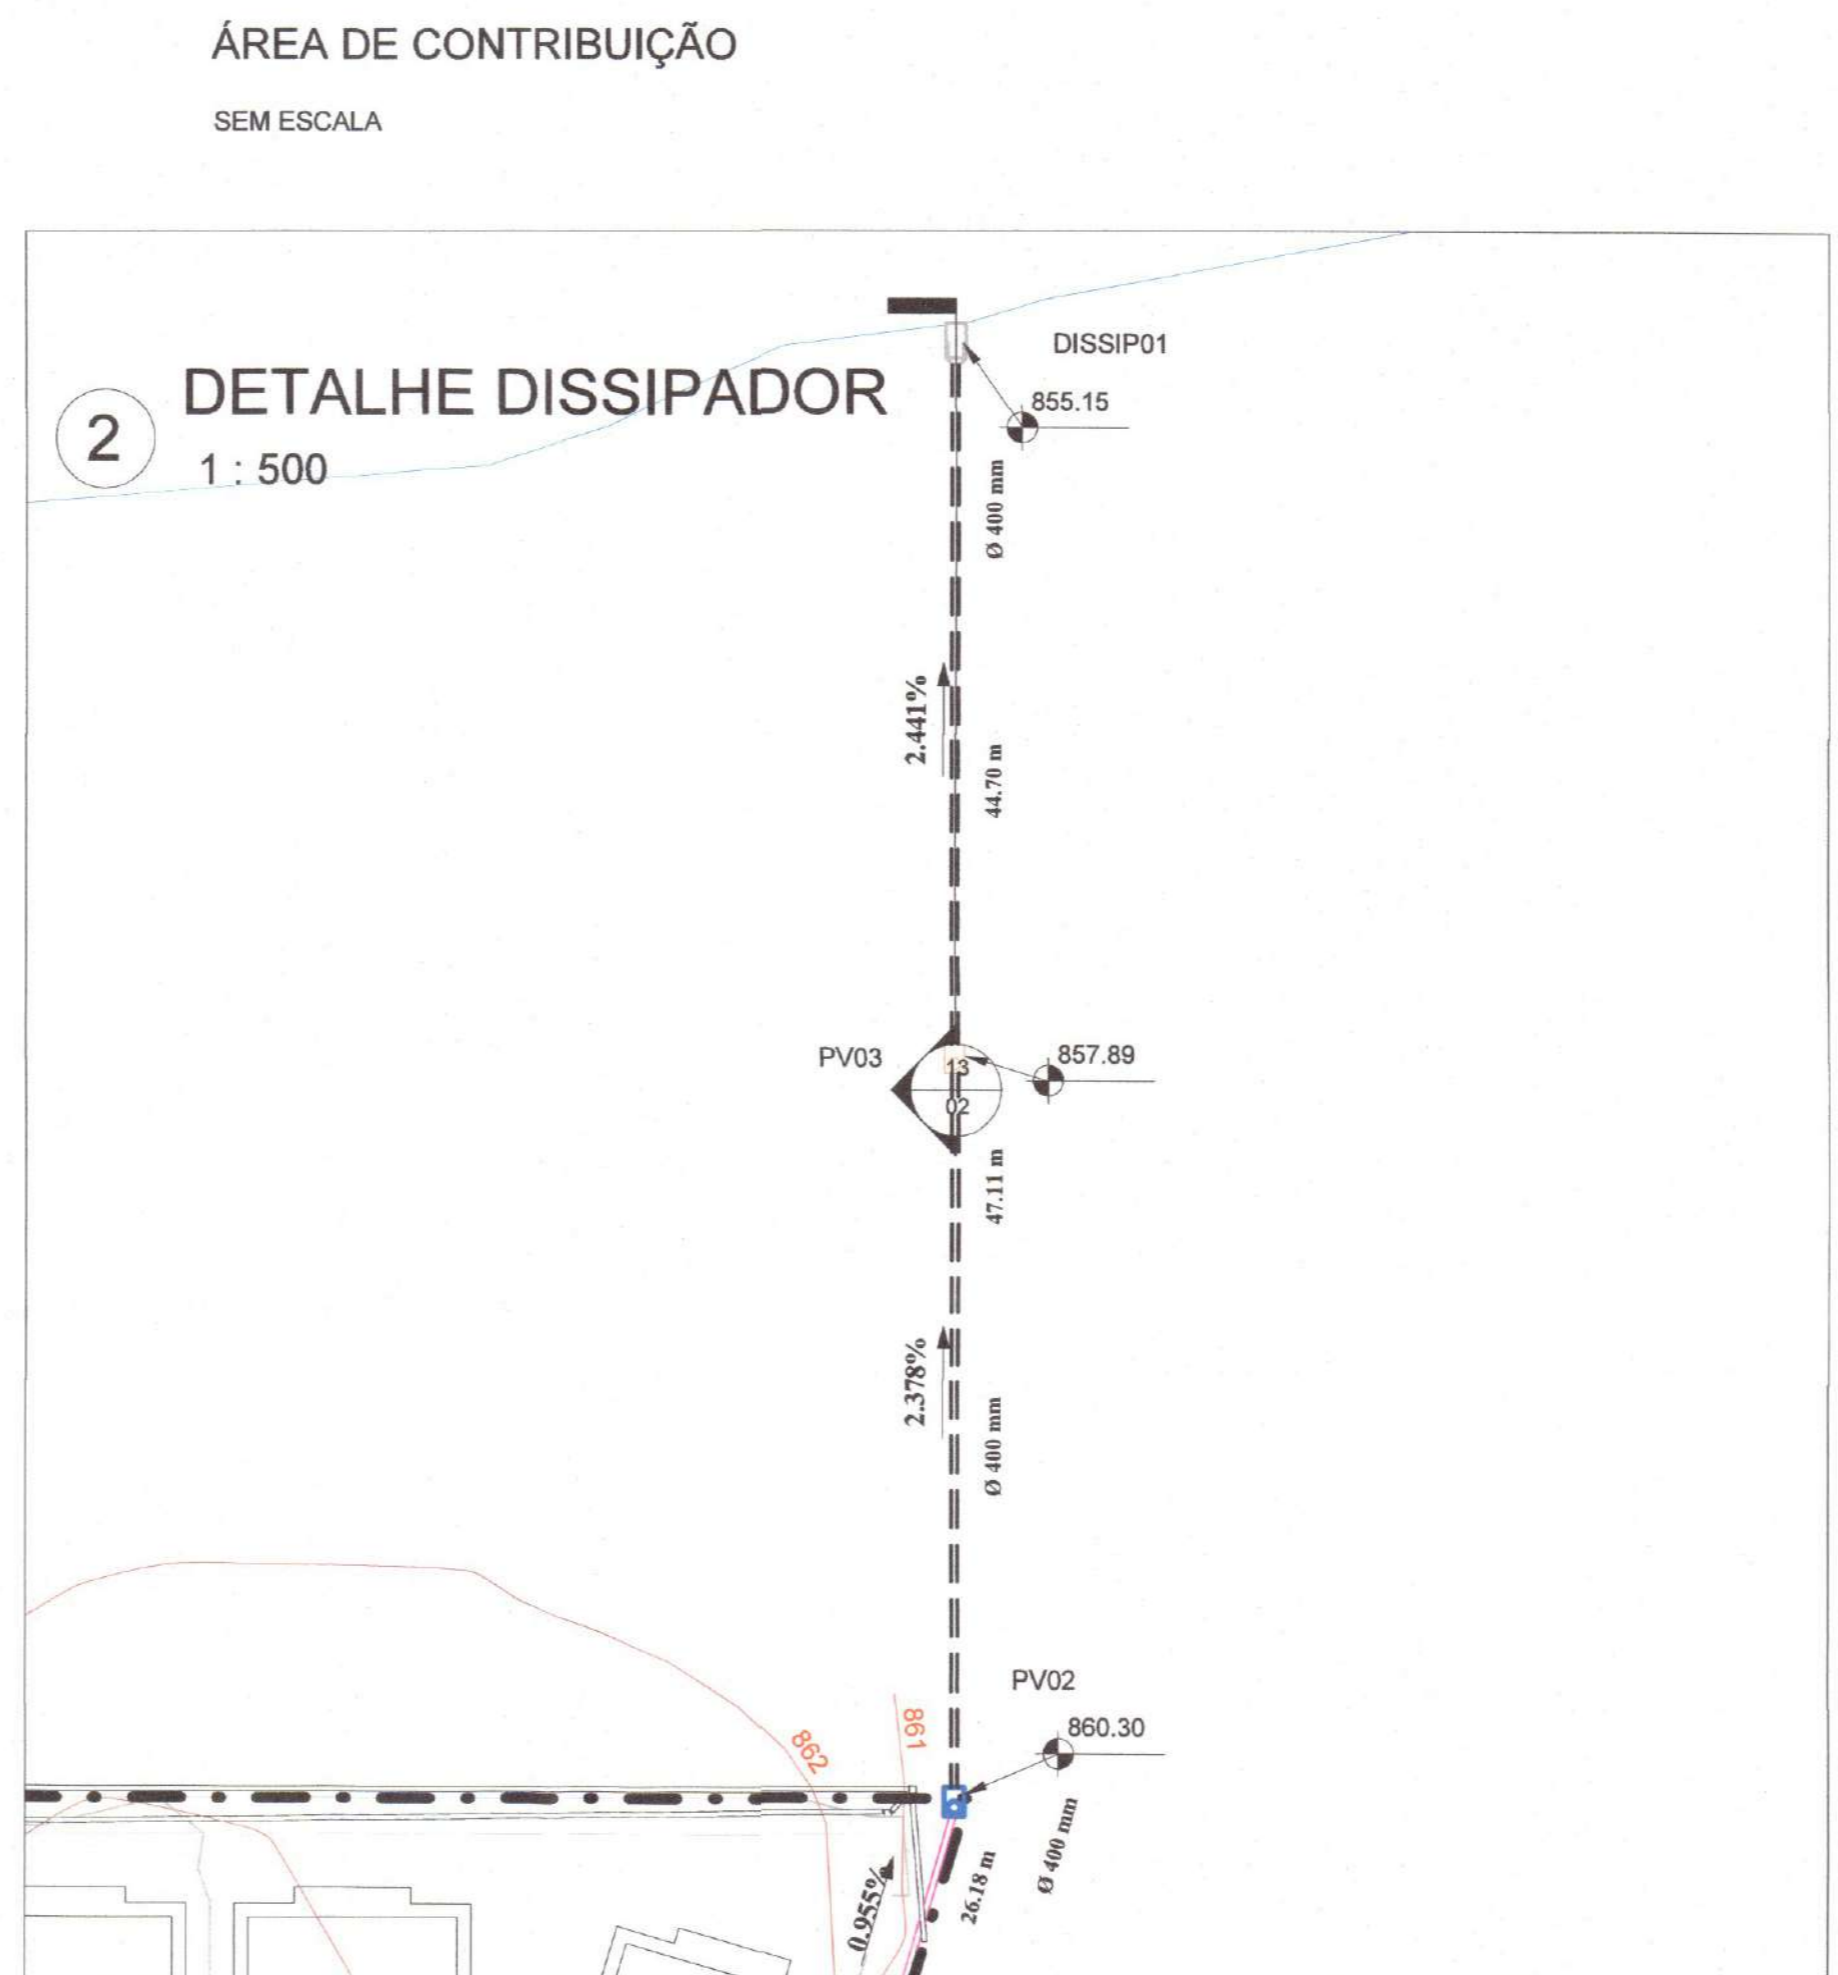 ÁREA DE CONTRIBUIÇÃO
SEM ESCALA
DISSIP01
855.15
2
DETALHE DISSIPADOR
1 : 500
Ø 400 mm
2.441%
44.70 m
PV03
13
02
857.89
47.11 m
2.378%
Ø 400 mm
PV02
860.30
861
862
Ø 400 mm
26.18 m
0.955%